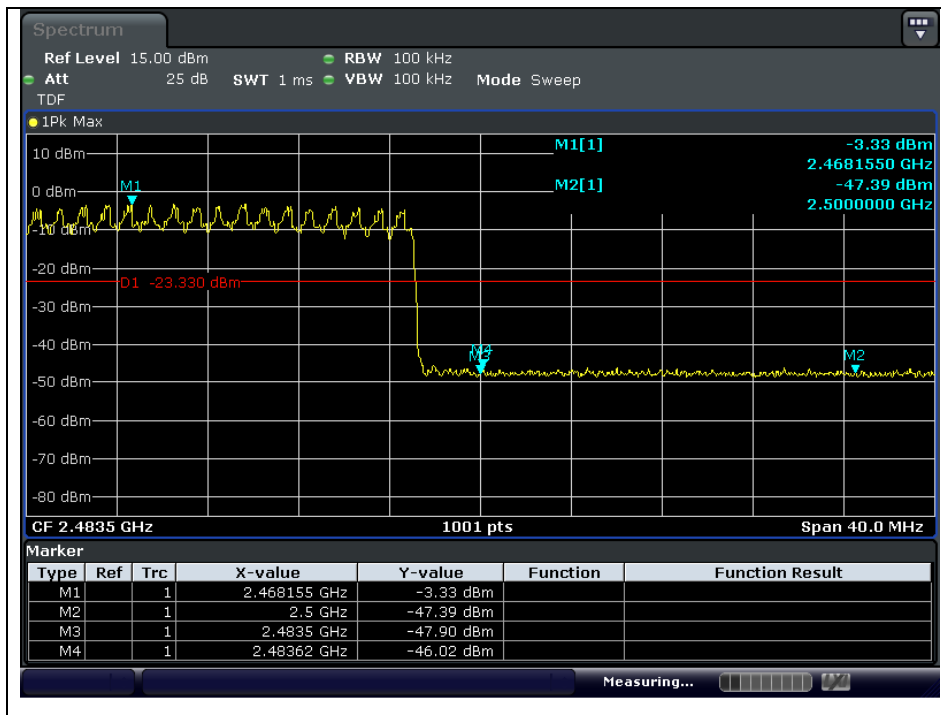 Spectrum
Ref Level 15.00 dBm RBW 100 kHz
Att 25 dB SWT 1 ms VBW 100 kHz Mode Sweep
TDF
1Pk Max
M1[1] -3.33 dBm
2.4681550 GHz
M2[1] -47.39 dBm
2.5000000 GHz
10 dBm
0 dBm
M1
-10 dBm
-20 dBm
D1 -23.330 dBm
-30 dBm
-40 dBm
M4
M3
M2
-50 dBm
-60 dBm
-70 dBm
-80 dBm
CF 2.4835 GHz 1001 pts Span 40.0 MHz
Marker
Type Ref Trc X-value Y-value Function Function Result
M1 1 2.468155 GHz -3.33 dBm
M2 1 2.5 GHz -47.39 dBm
M3 1 2.4835 GHz -47.90 dBm
M4 1 2.48362 GHz -46.02 dBm
Measuring...